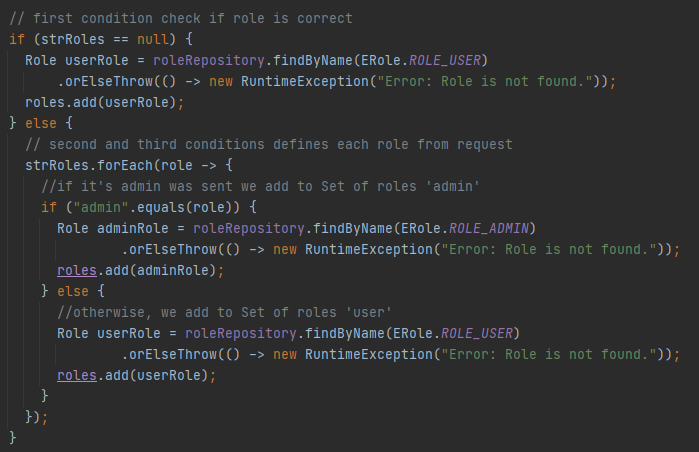 // first condition check if role is correct
if (strRoles == null) {
  Role userRole = roleRepository.findByName(ERole.ROLE_USER)
      .orElseThrow(() -> new RuntimeException("Error: Role is not found."));
  roles.add(userRole);
} else {
  // second and third conditions defines each role from request
  strRoles.forEach(role -> {
    //if it's admin was sent we add to Set of roles 'admin'
    if ("admin".equals(role)) {
      Role adminRole = roleRepository.findByName(ERole.ROLE_ADMIN)
              .orElseThrow(() -> new RuntimeException("Error: Role is not found."));
      roles.add(adminRole);
    } else {
      //otherwise, we add to Set of roles 'user'
      Role userRole = roleRepository.findByName(ERole.ROLE_USER)
              .orElseThrow(() -> new RuntimeException("Error: Role is not found."));
      roles.add(userRole);
    }
  });
}